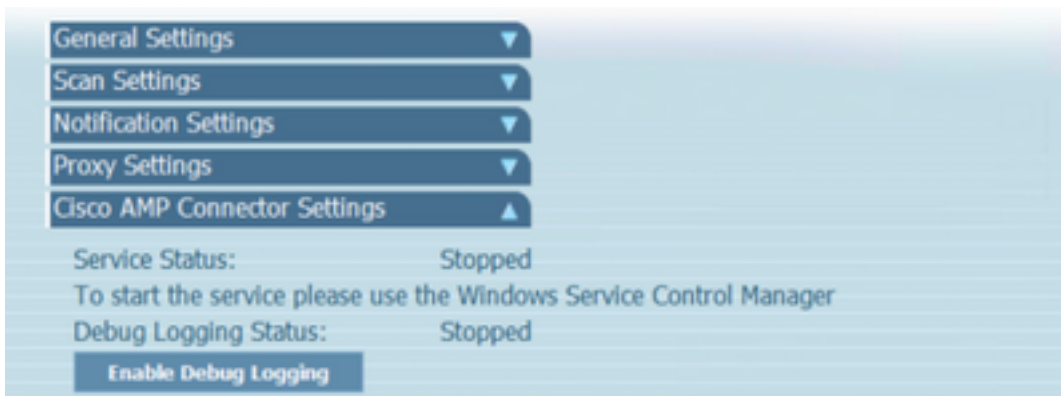 General Settings
Scan Settings
Notification Settings
Proxy Settings
Cisco AMP Connector Settings
Service Status: Stopped
To start the service please use the Windows Service Control Manager
Debug Logging Status: Stopped
Enable Debug Logging